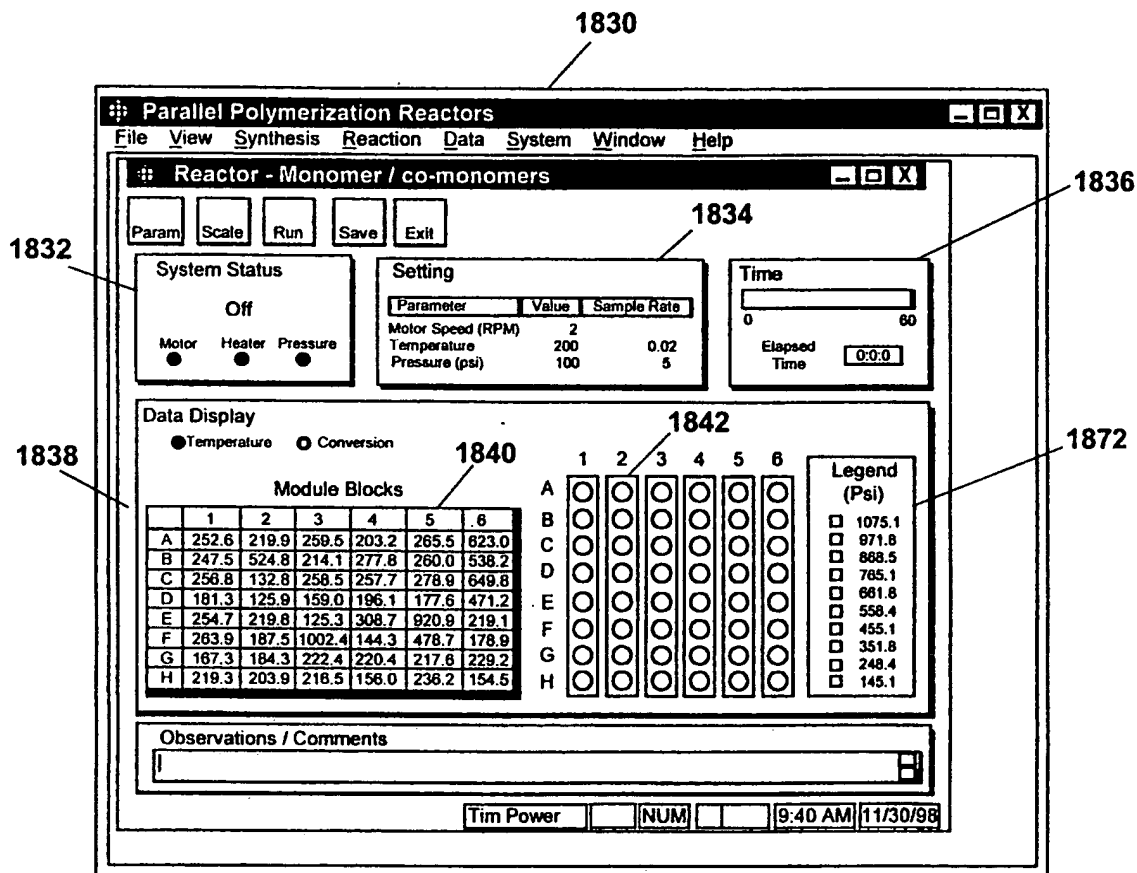 1830
Parallel Polymerization Reactors
File View Synthesis Reaction Data System Window Help
Reactor - Monomer / co-monomers
1836
Param Scale Run Save Exit
1834
1832
System Status
Off
Motor Heater Pressure
Setting
Parameter Value Sample Rate
Motor Speed (RPM) 2
Temperature 200 0.02
Pressure (psi) 100 5
Time
0 60
Elapsed Time 0:0:0
Data Display
Temperature Conversion
1838
1840
1842
1872
Module Blocks
1 2 3 4 5 .6
A 252.6 219.9 259.5 203.2 265.5 623.0
B 247.5 524.8 214.1 277.8 260.0 538.2
C 256.8 132.8 258.5 257.7 278.9 649.8
D 181.3 125.9 159.0 196.1 177.6 471.2
E 254.7 219.8 125.3 308.7 920.9 219.1
F 263.9 187.5 1002.4 144.3 478.7 178.9
G 167.3 184.3 222.4 220.4 217.6 229.2
H 219.3 203.9 216.5 156.0 236.2 154.5
1 2 3 4 5 6
A
B
C
D
E
F
G
H
Legend
(Psi)
1075.1
971.8
868.5
765.1
661.8
558.4
455.1
351.8
248.4
145.1
Observations / Comments
Tim Power NUM 9:40 AM 11/30/98